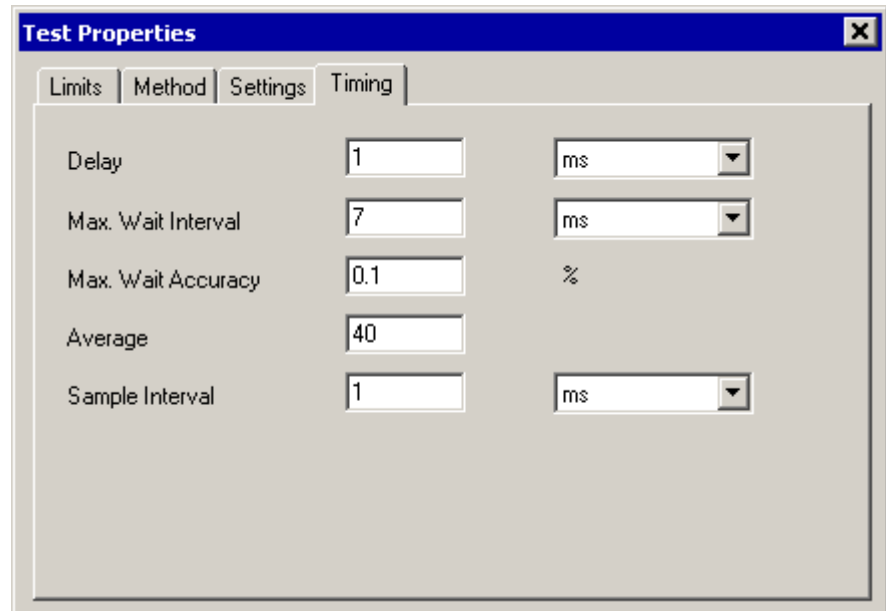 Test Properties
Limits Method Settings Timing
Delay 1 ms
Max. Wait Interval 7 ms
Max. Wait Accuracy 0.1 %
Average 40
Sample Interval 1 ms